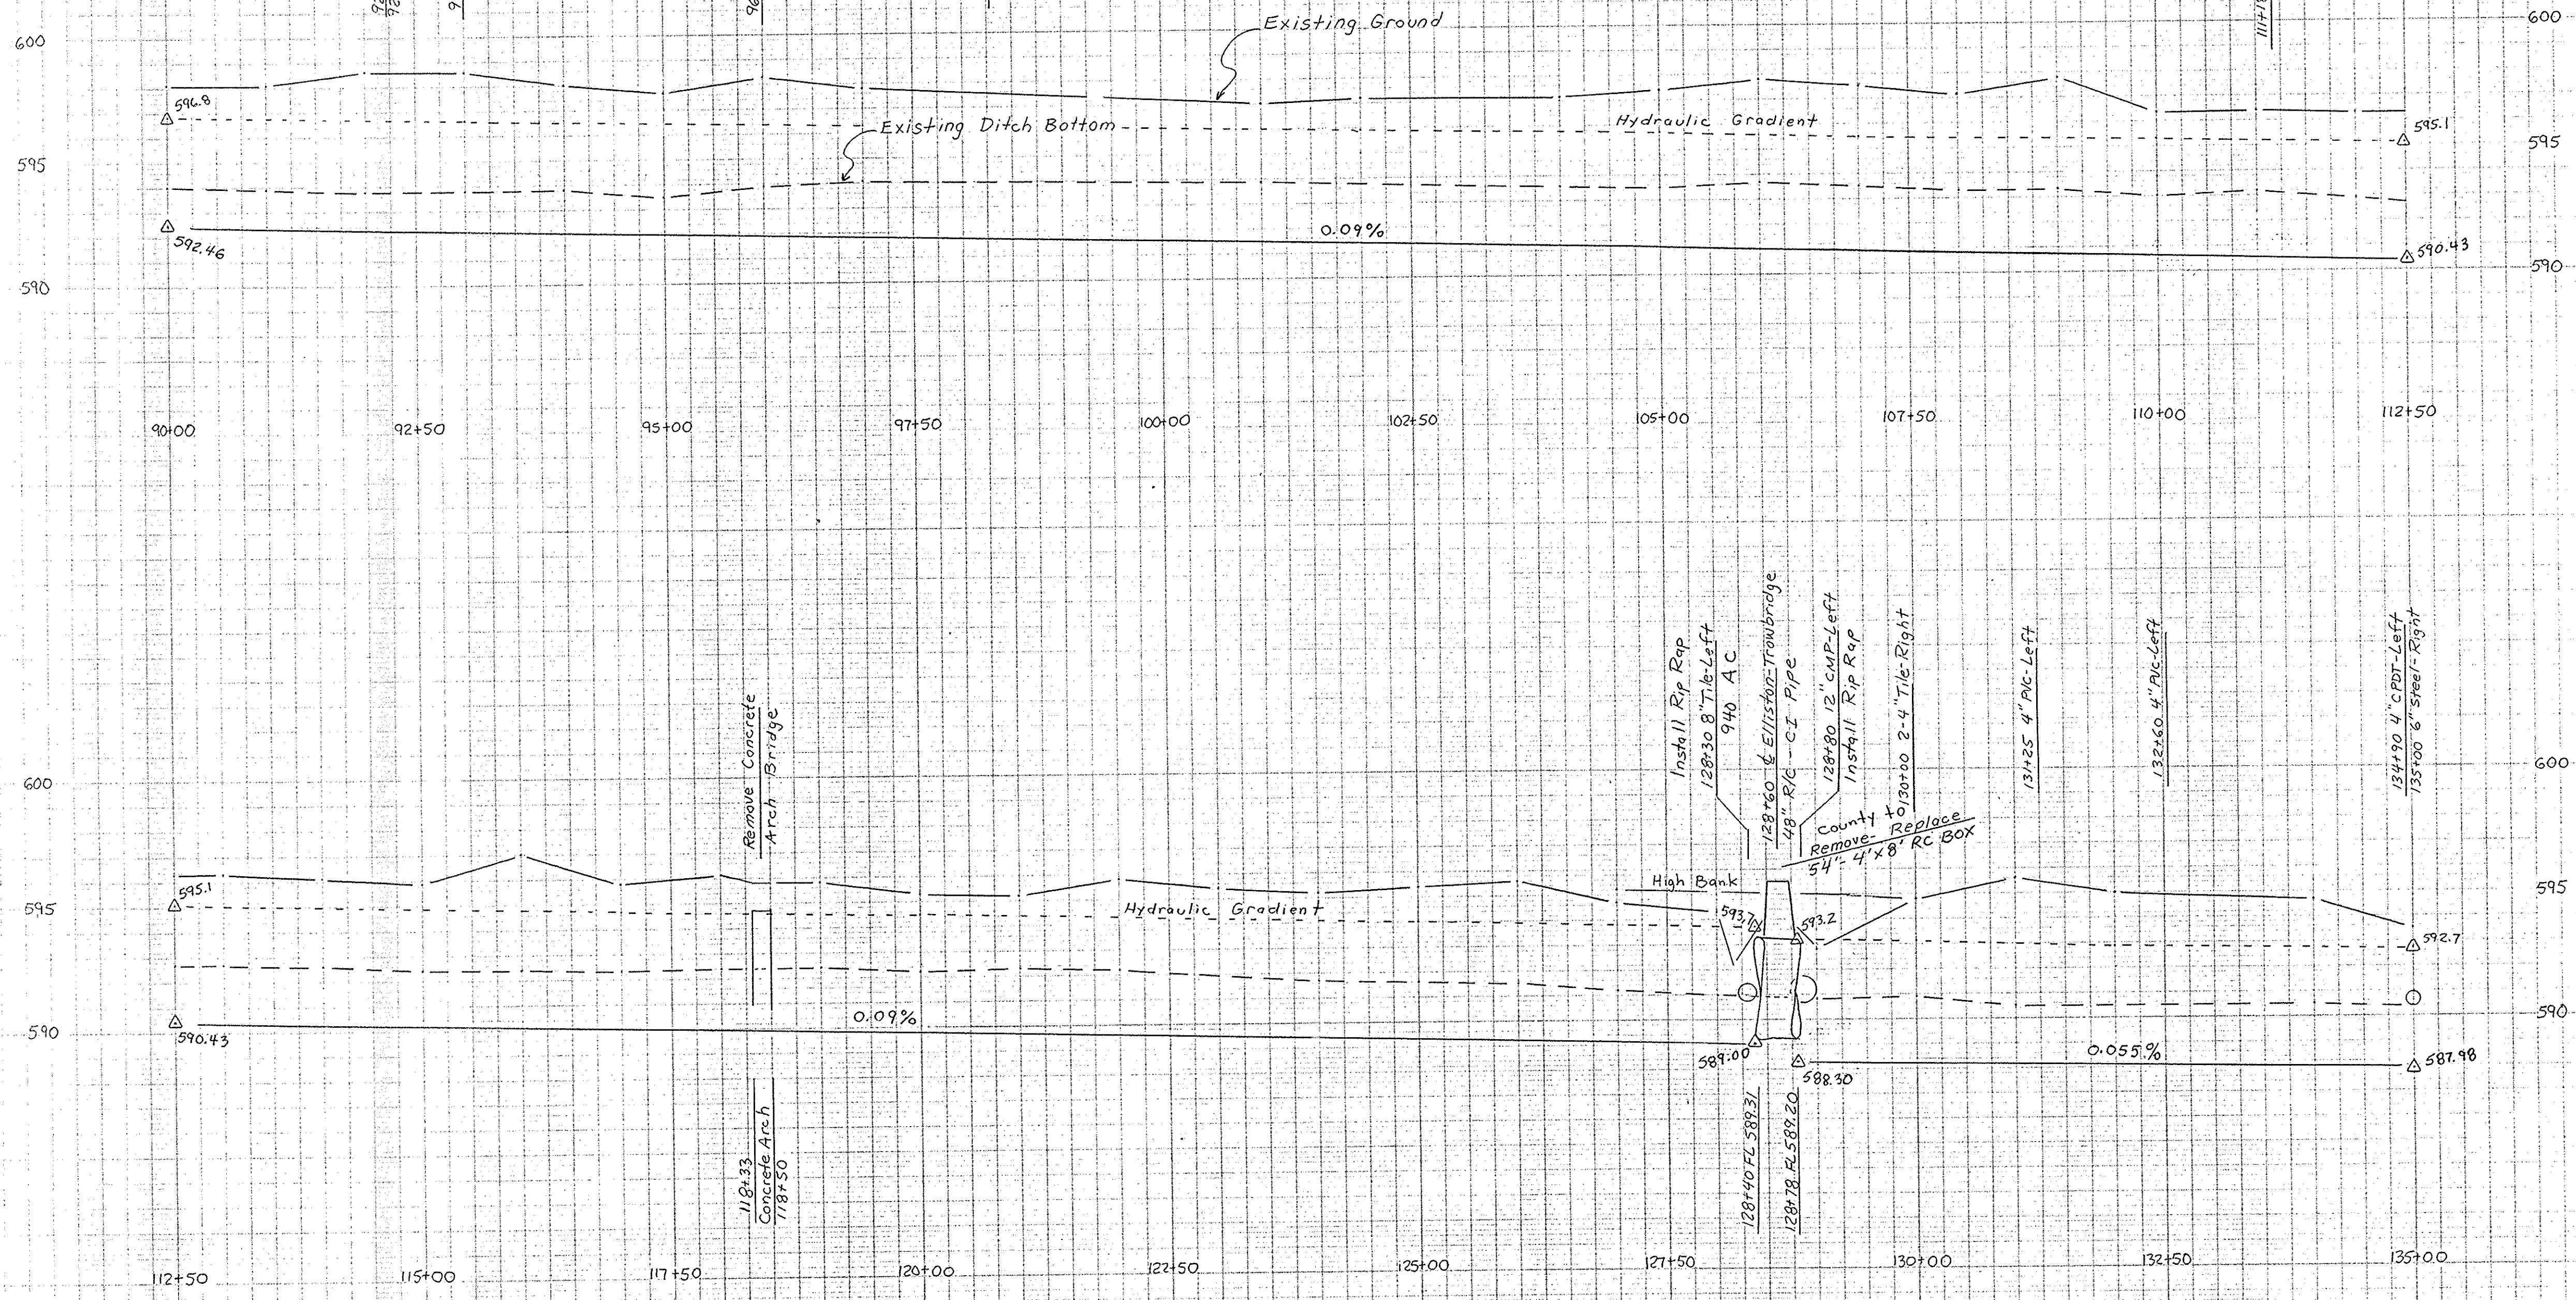 Existing Ground
600
600
596.8
Existing Ditch Bottom
Hydraulic Gradient
595.1
595
595
592.46
0.09%
590.43
590
590
90+00
92+50
95+00
97+50
100+00
102+50
105+00
107+50
110+00
112+50
Remove Concrete
Arch Bridge
Install Rip Rap
128+30 8" Tile-Left
940 AC
128+60 ℄ Elliston-Trowbridge
48" R/C - CI Pipe
128+80 12" CMP-Left
Install Rip Rap
130+00 2-4" Tile-Right
131+25 4" PVC-Left
132+60 4" PVC-Left
134+90 4" CPDT-Left
135+00 6" Steel-Right
600
600
County to
Remove- Replace
54'- 4'x8' RC BOX
595.1
595
High Bank
595
Hydraulic Gradient
593.7
593.2
592.7
590
590.43
0.09%
589.00
588.30
0.055%
587.98
590
118+33
Concrete Arch
118+50
128+40 FL 589.31
128+78 FL 589.20
112+50
115+00
117+50
120+00
122+50
125+00
127+50
130+00
132+50
135+00